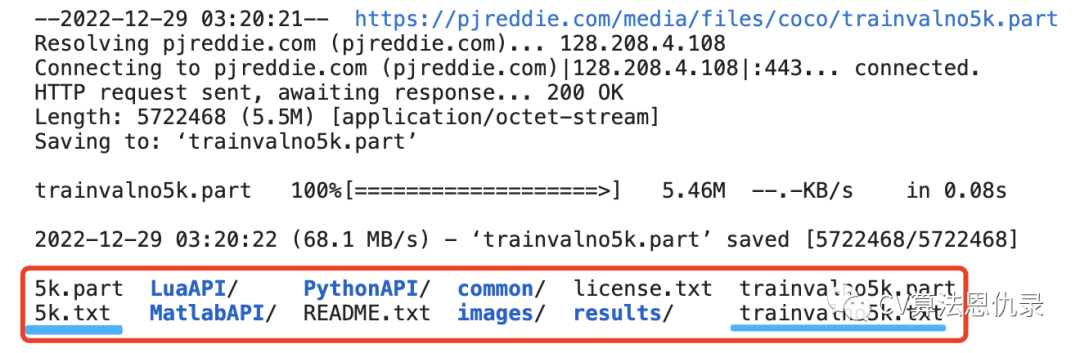 --2022-12-29 03:20:21--  https://pjreddie.com/media/files/coco/trainvalno5k.part
Resolving pjreddie.com (pjreddie.com)... 128.208.4.108
Connecting to pjreddie.com (pjreddie.com)|128.208.4.108|:443... connected.
HTTP request sent, awaiting response... 200 OK
Length: 5722468 (5.5M) [application/octet-stream]
Saving to: ‘trainvalno5k.part’
trainvalno5k.part   100%[===================>]   5.46M  --.-KB/s    in 0.08s
2022-12-29 03:20:22 (68.1 MB/s) - ‘trainvalno5k.part’ saved [5722468/5722468]
5k.part  LuaAPI/     PythonAPI/  common/  license.txt  trainvalno5k.part
5k.txt   MatlabAPI/  README.txt  images/  results/     trainvalno5k.txt
CV算法恩仇录